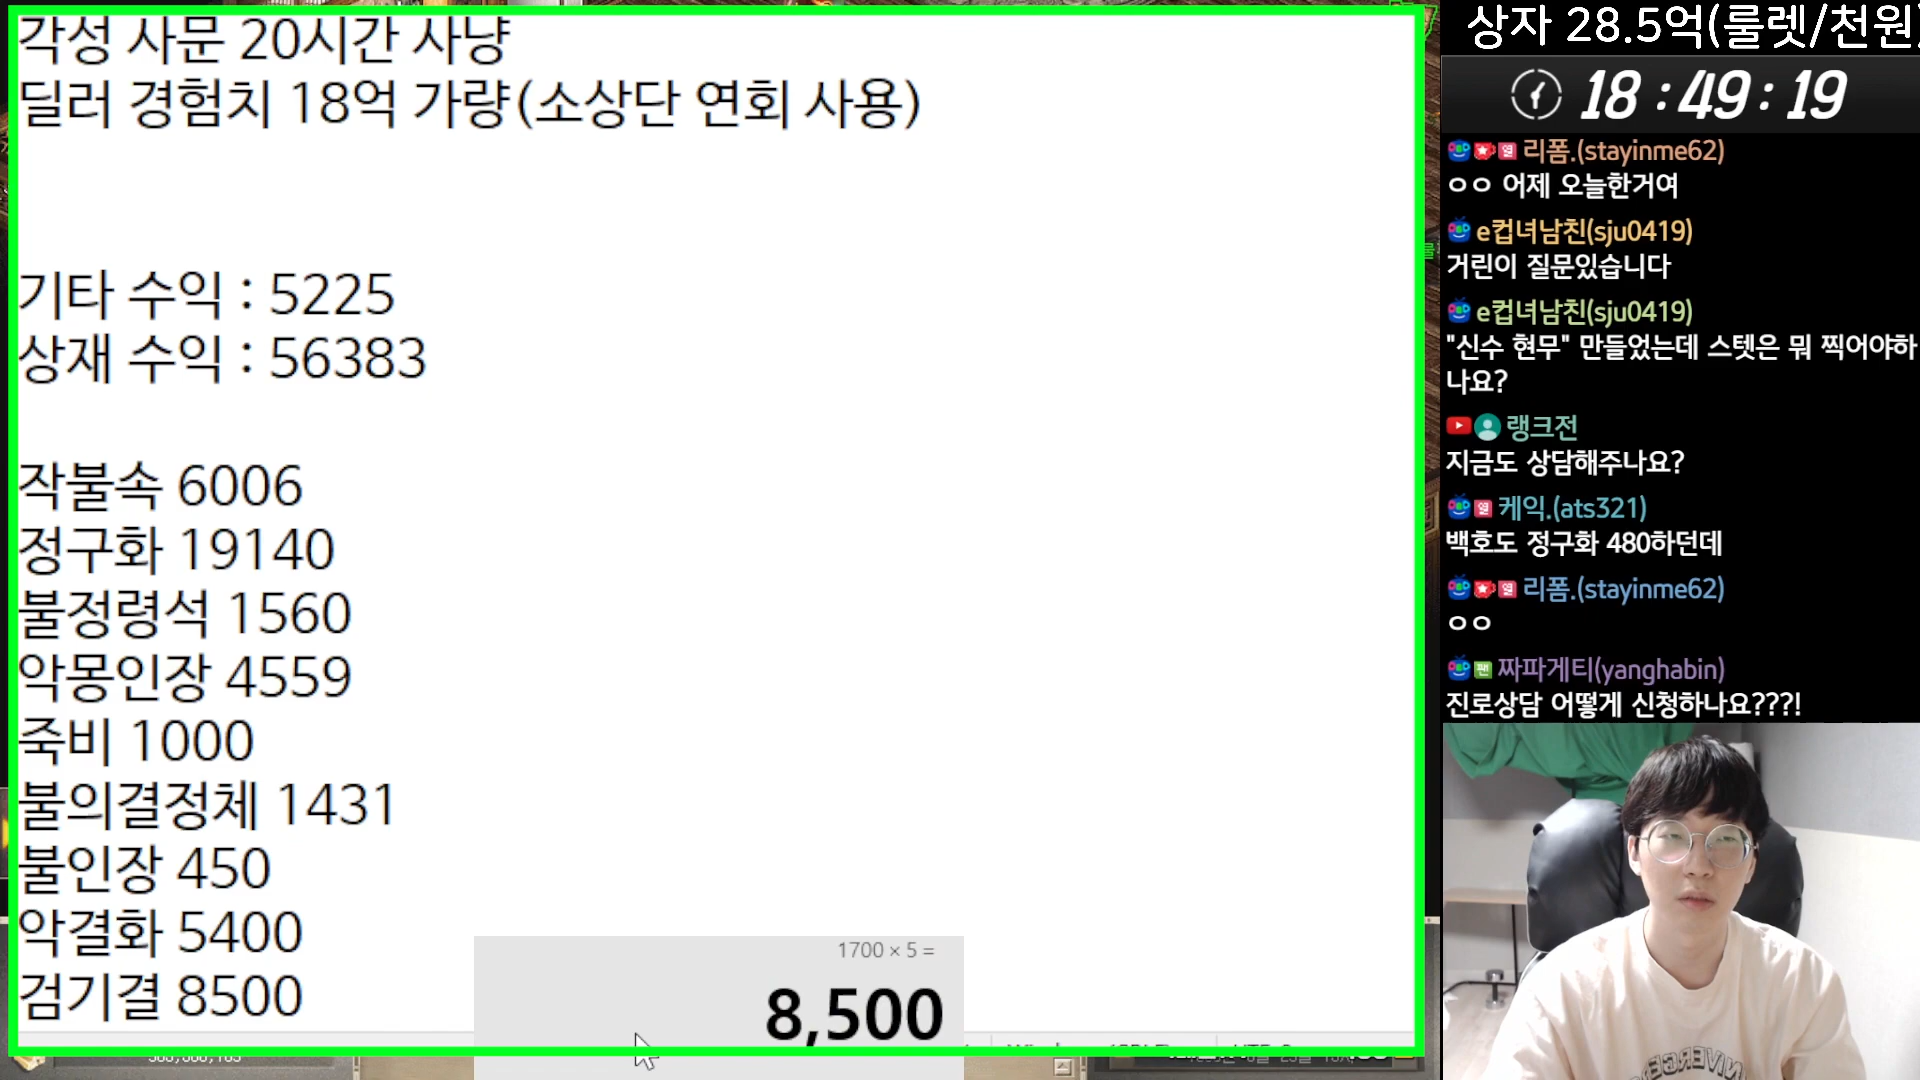 각성 사문 20시간 사냥
딜러 경험치 18억 가량(소상단 연회 사용)
기타 수익 : 5225
상재 수익 : 56383
작불속 6006
정구화 19140
불정령석 1560
악몽인장 4559
죽비 1000
불의결정체 1431
불인장 450
악결화 5400
검기결 8500
1700 × 5 =
8,500
상자 28.5억(룰렛/천원)
18:49:19
리폼.(stayinme62)
ㅇㅇ 어제 오늘한거여
e컵녀남친(sju0419)
거린이 질문있습니다
e컵녀남친(sju0419)
"신수 현무" 만들었는데 스텟은 뭐 찍어야하
나요?
랭크전
지금도 상담해주나요?
열 케익.(ats321)
백호도 정구화 480하던데
리폼.(stayinme62)
ㅇㅇ
팬 짜파게티(yanghabin)
진로상담 어떻게 신청하나요???!